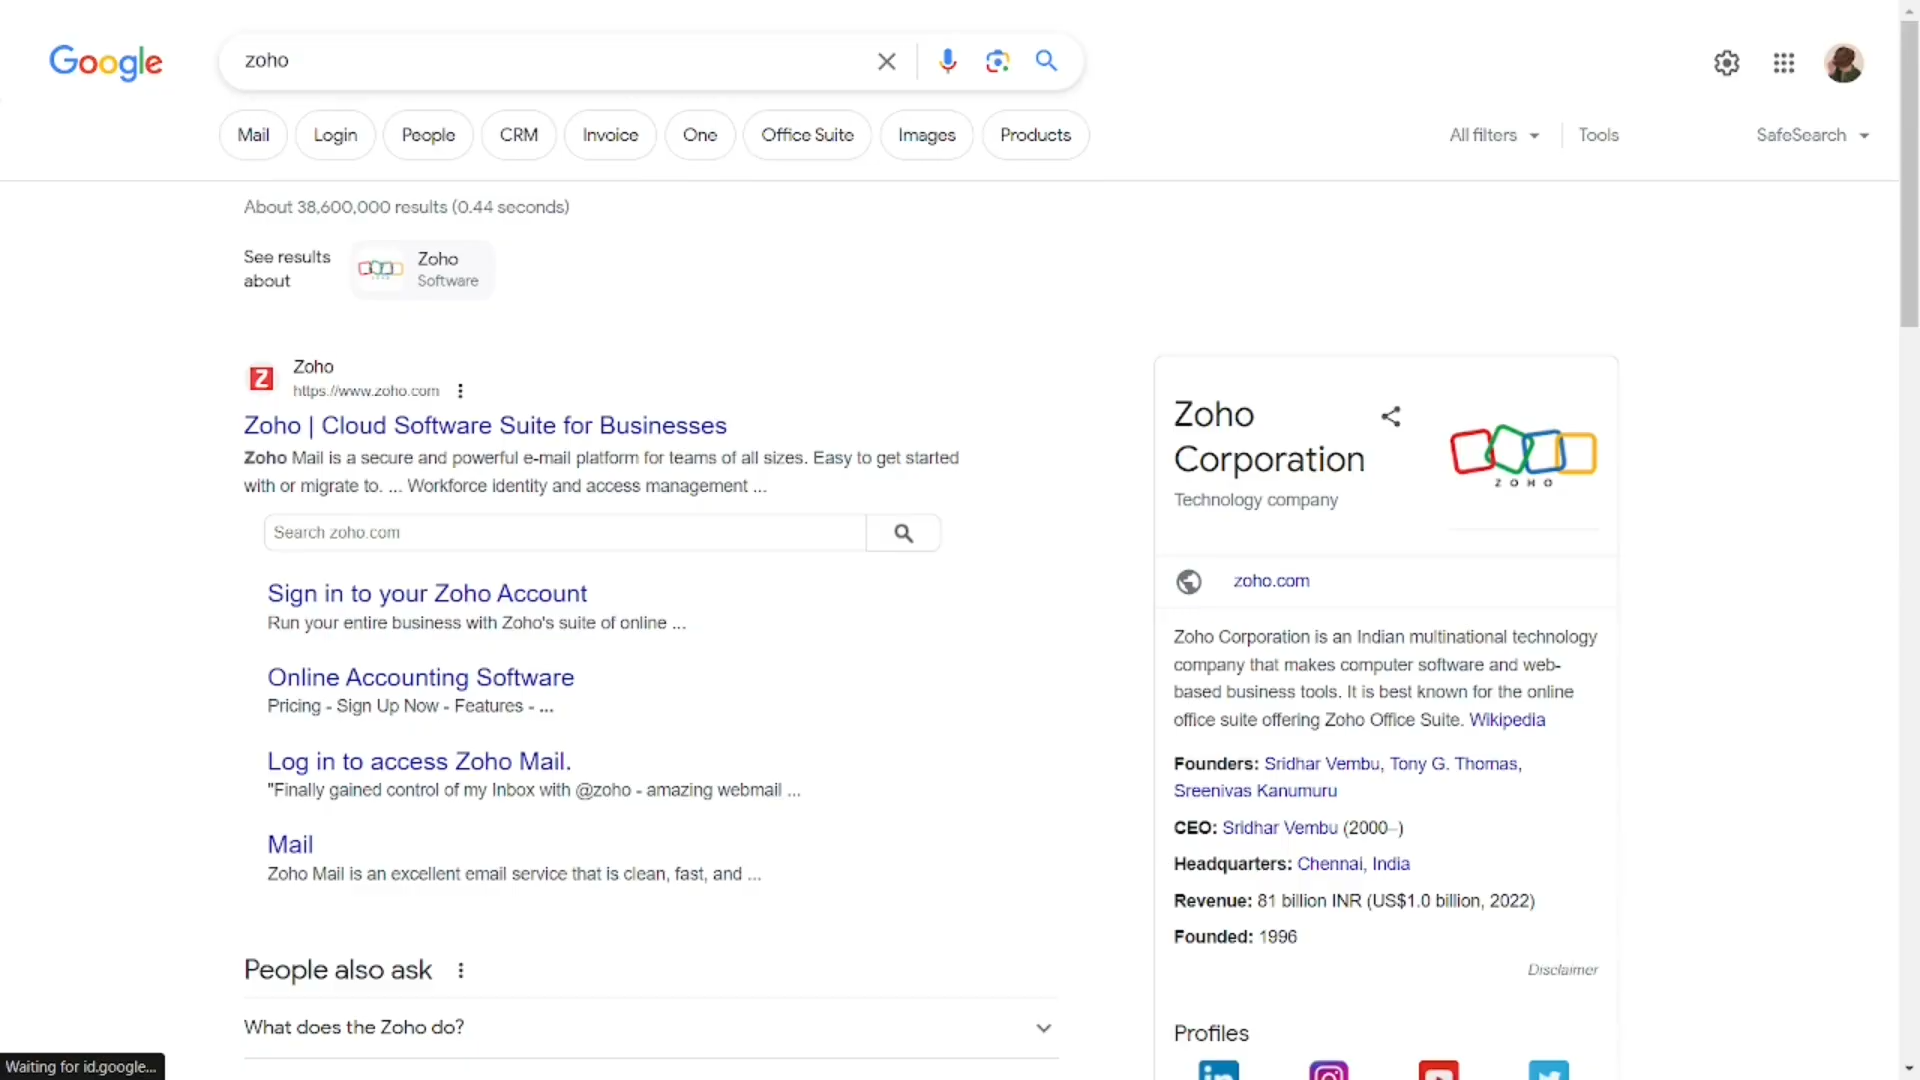 Google
zoho
Mail
Login
People
CRM
Invoice
One
Office Suite
Images
Products
All filters
Tools
SafeSearch
About 38,600,000 results (0.44 seconds)
See results
about
Zoho
Software
Zoho
https://www.zoho.com
Zoho | Cloud Software Suite for Businesses
Zoho Mail is a secure and powerful e-mail platform for teams of all sizes. Easy to get started
with or migrate to. ... Workforce identity and access management ...
Search zoho.com
Sign in to your Zoho Account
Run your entire business with Zoho's suite of online ...
Online Accounting Software
Pricing - Sign Up Now - Features - ...
Log in to access Zoho Mail.
"Finally gained control of my Inbox with @zoho - amazing webmail ...
Mail
Zoho Mail is an excellent email service that is clean, fast, and ...
People also ask
What does the Zoho do?
Zoho
Corporation
Technology company
ZOHO
zoho.com
Zoho Corporation is an Indian multinational technology
company that makes computer software and web-
based business tools. It is best known for the online
office suite offering Zoho Office Suite. Wikipedia
Founders: Sridhar Vembu, Tony G. Thomas,
Sreenivas Kanumuru
CEO: Sridhar Vembu (2000–)
Headquarters: Chennai, India
Revenue: 81 billion INR (US$1.0 billion, 2022)
Founded: 1996
Disclaimer
Profiles
Waiting for id.google...